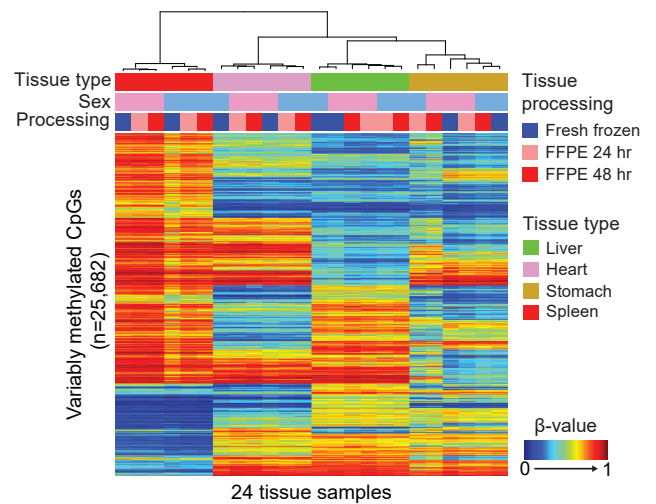 Tissue type
Sex
Processing
Variably methylated CpGs
(n=25,682)
24 tissue samples
Tissue
processing
Fresh frozen
FFPE 24 hr
FFPE 48 hr
Tissue type
Liver
Heart
Stomach
Spleen
β-value
0 1